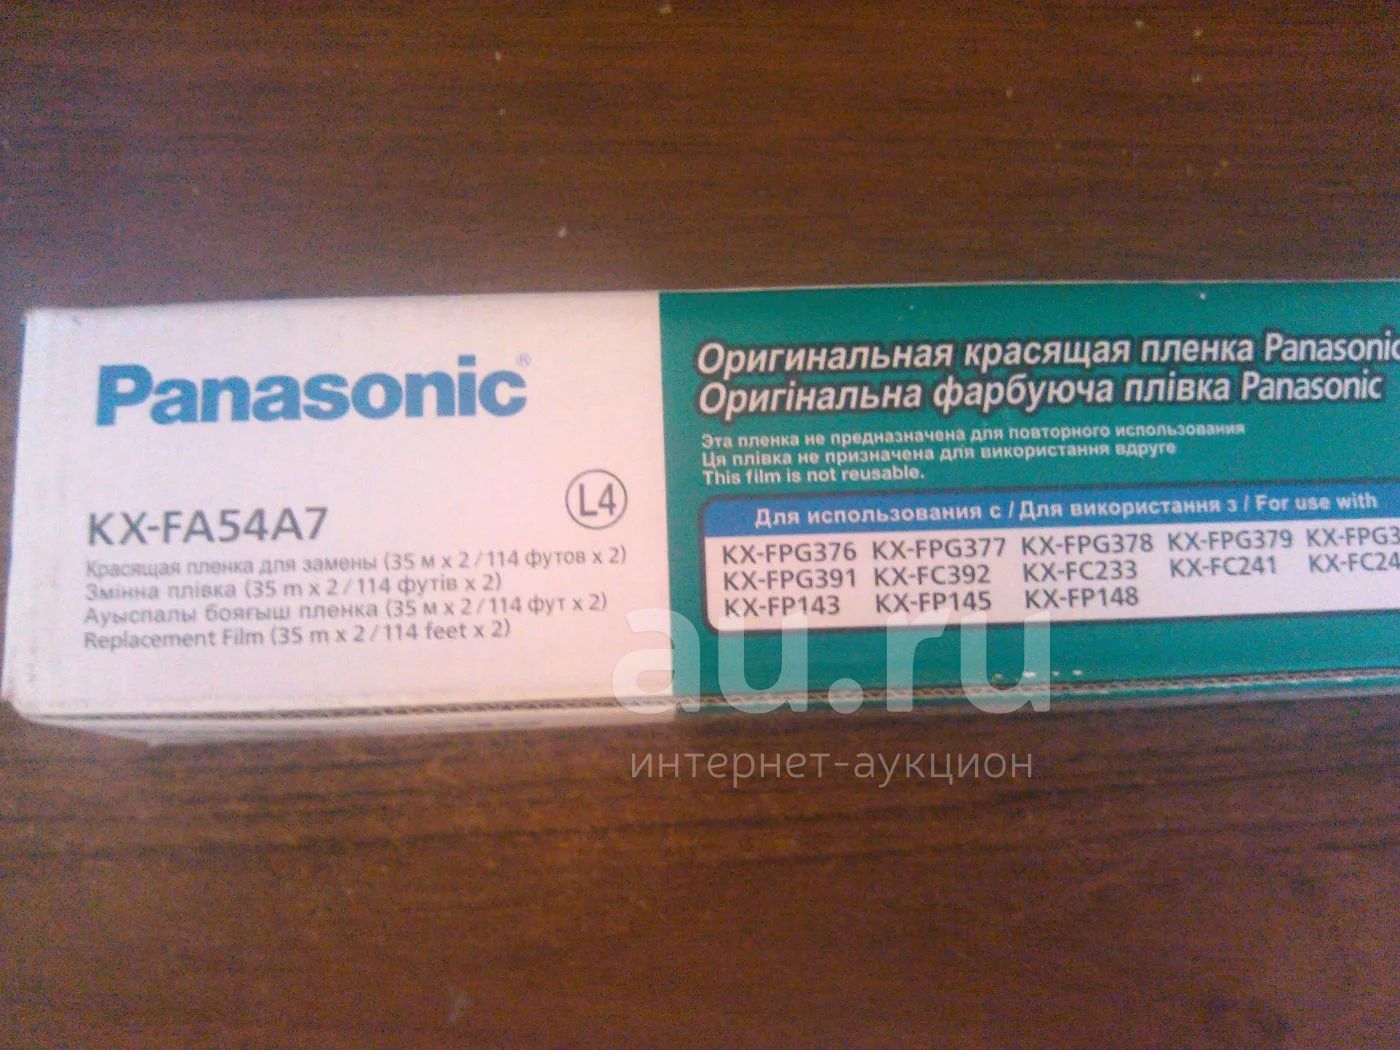 Panasonic®
KX-FA54A7
L4
Красящая пленка для замены (35 м x 2 / 114 футов x 2)
Змінна плівка (35 m x 2 / 114 футів x 2)
Ауыспалы бояғыш пленка (35 м x 2 / 114 фут x 2)
Replacement Film (35 m x 2 / 114 feet x 2)
Оригинальная красящая пленка Panasonic
Оригінальна фарбуюча плівка Panasonic
Эта пленка не предназначена для повторного использования
Ця плівка не призначена для використання вдруге
This film is not reusable.
Для использования с / Для використання з / For use with
KX-FPG376 KX-FPG377 KX-FPG378 KX-FPG379 KX-FPG3
KX-FPG391 KX-FC392 KX-FC233 KX-FC241 KX-FC24
KX-FP143 KX-FP145 KX-FP148
au.ru
интернет-аукцион